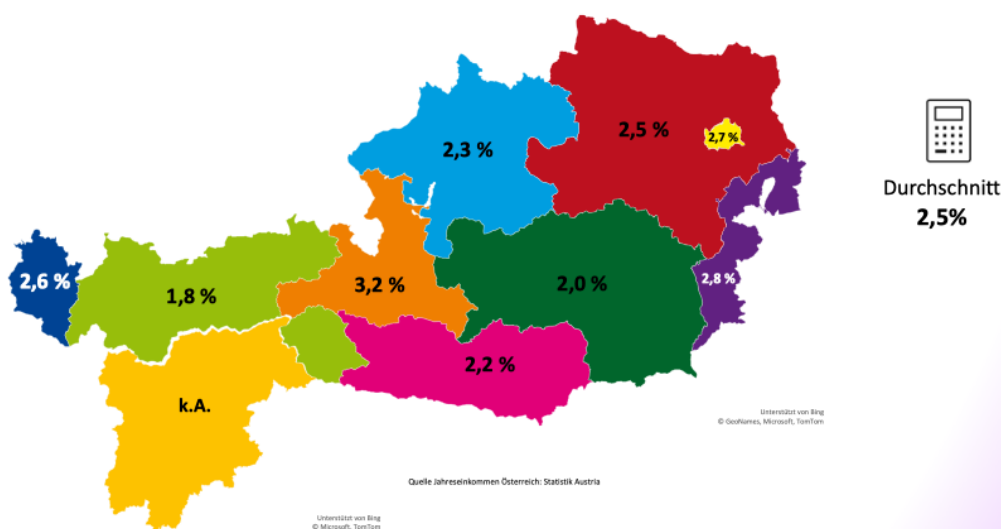 2,5 %
2,7 %
2,3 %
Durchschnitt
2,5%
2,6 %
1,8 %
3,2 %
2,0 %
2,8 %
2,2 %
k.A.
Unterstützt von Bing
© GeoNames, Microsoft, TomTom
Quelle Jahreseinkommen Österreich: Statistik Austria
Unterstützt von Bing
© Microsoft, TomTom